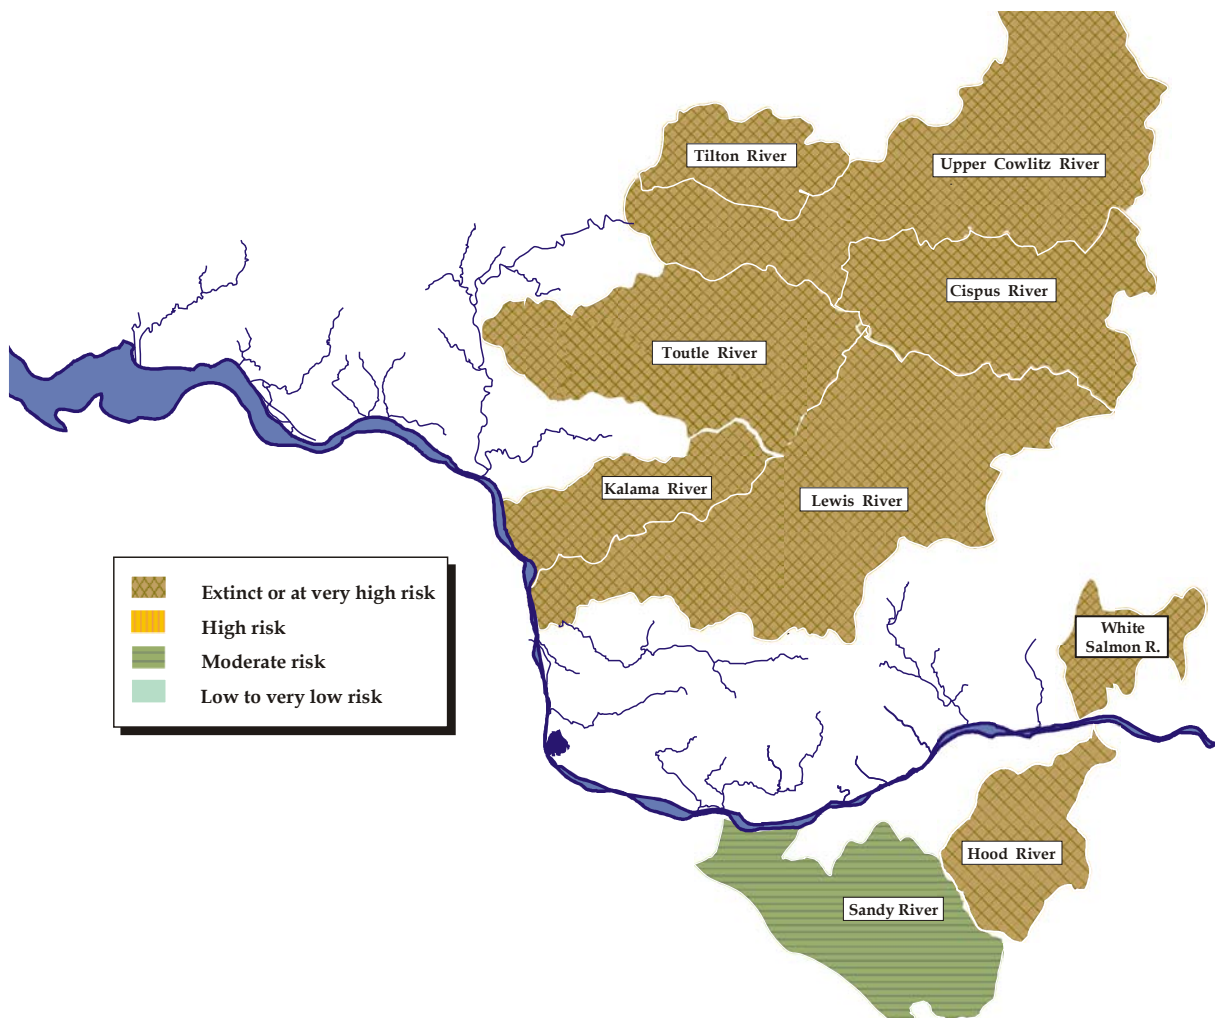 Tilton River
Upper Cowlitz River
Cispus River
Toutle River
Kalama River
Lewis River
Extinct or at very high risk
High risk
Moderate risk
Low to very low risk
White
Salmon R.
Hood River
Sandy River